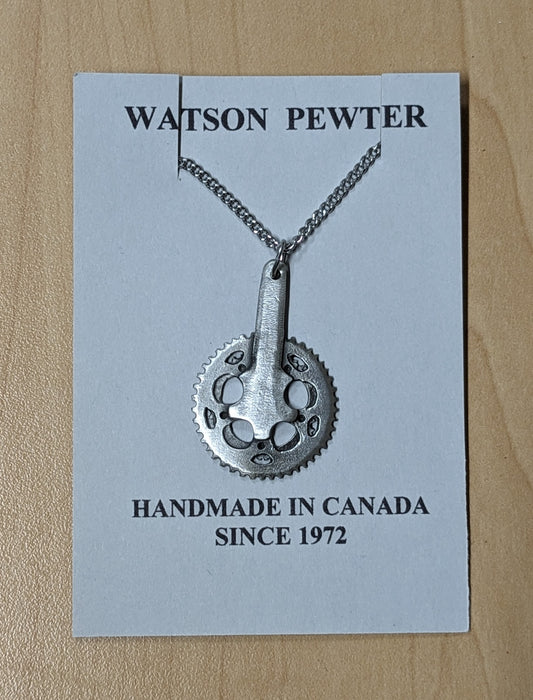 WATSON PEWTER
HANDMADE IN CANADA
SINCE 1972